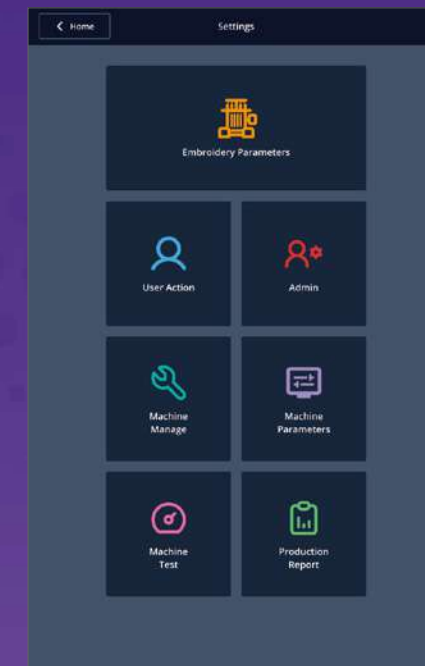 Home
Settings
Embroidery Parameters
User Action
Admin
Machine
Manage
Machine
Parameters
Machine
Test
Production
Report